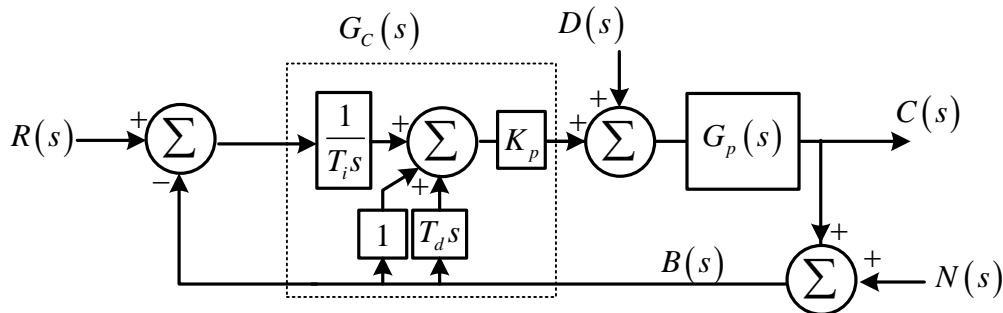 G_C(s)
D(s)
R(s)
+
Σ
−
1
T_i s
+
Σ
+
K_p
+
+
Σ
G_p(s)
C(s)
1
T_d s
B(s)
+
+
Σ
N(s)